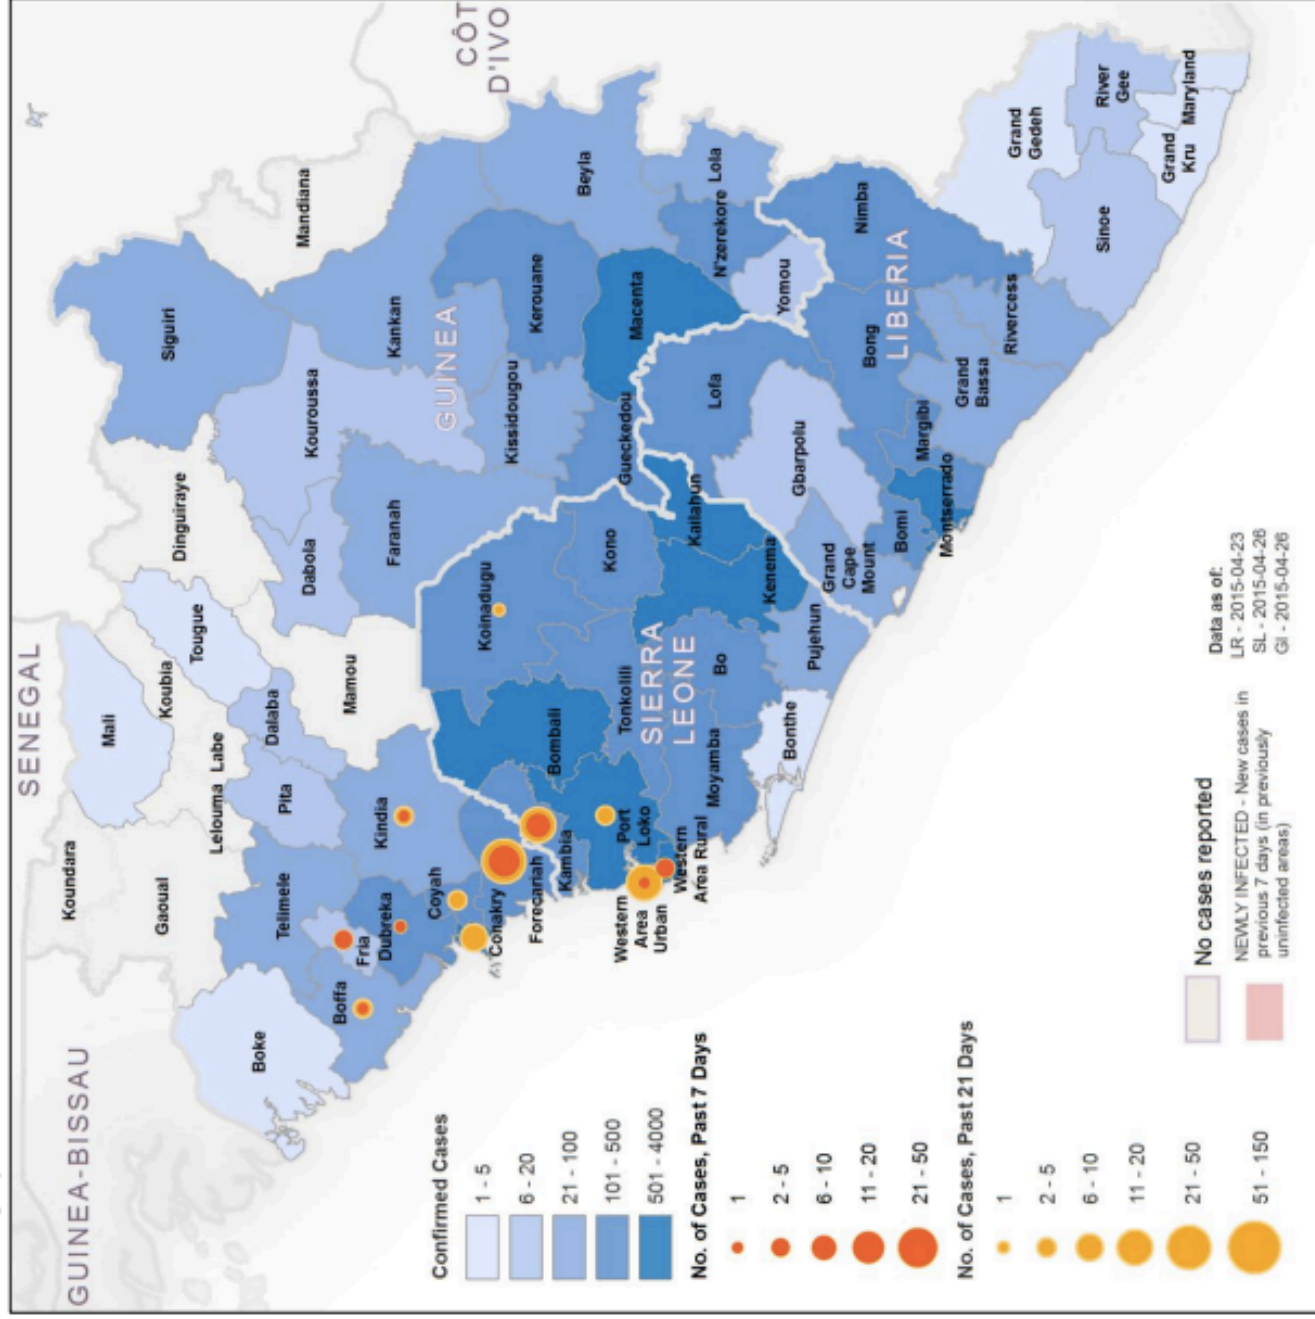 SENEGAL
GUINEA-BISSAU
CÔT
D'IVO
GUINEA
SIERRA
LEONE
LIBERIA
Koundara
Gaoual
Boke
Mali
Koubia
Lelouma
Labe
Tougue
Dinguiraye
Siguiri
Mandiana
Telimele
Pita
Dalaba
Mamou
Dabola
Kouroussa
Kankan
Faranah
Boffa
Fria
Dubreka
Kindia
Coyah
Conakry
Forecariah
Kissidougou
Kerouane
Beyla
Gueckedou
Macenta
N'zerekore
Lola
Yomou
Koinadugu
Bombali
Kambia
Port
Loko
Tonkolili
Kono
Western
Area
Urban
Western
Area Rural
Moyamba
Bo
Kenema
Kailahun
Bonthe
Pujehun
Lofa
Gbarpolu
Grand
Cape
Mount
Bomi
Montserrado
Margibi
Bong
Nimba
Grand
Bassa
Rivercess
Sinoe
Grand
Gedeh
River
Gee
Grand
Kru
Maryland
Confirmed Cases
1 - 5
6 - 20
21 - 100
101 - 500
501 - 4000
No. of Cases, Past 7 Days
1
2 - 5
6 - 10
11 - 20
21 - 50
No. of Cases, Past 21 Days
1
2 - 5
6 - 10
11 - 20
21 - 50
51 - 150
No cases reported
NEWLY INFECTED - New cases in
previous 7 days (in previously
uninfected areas)
Data as of:
LR - 2015-04-23
SL - 2015-04-26
GI - 2015-04-26